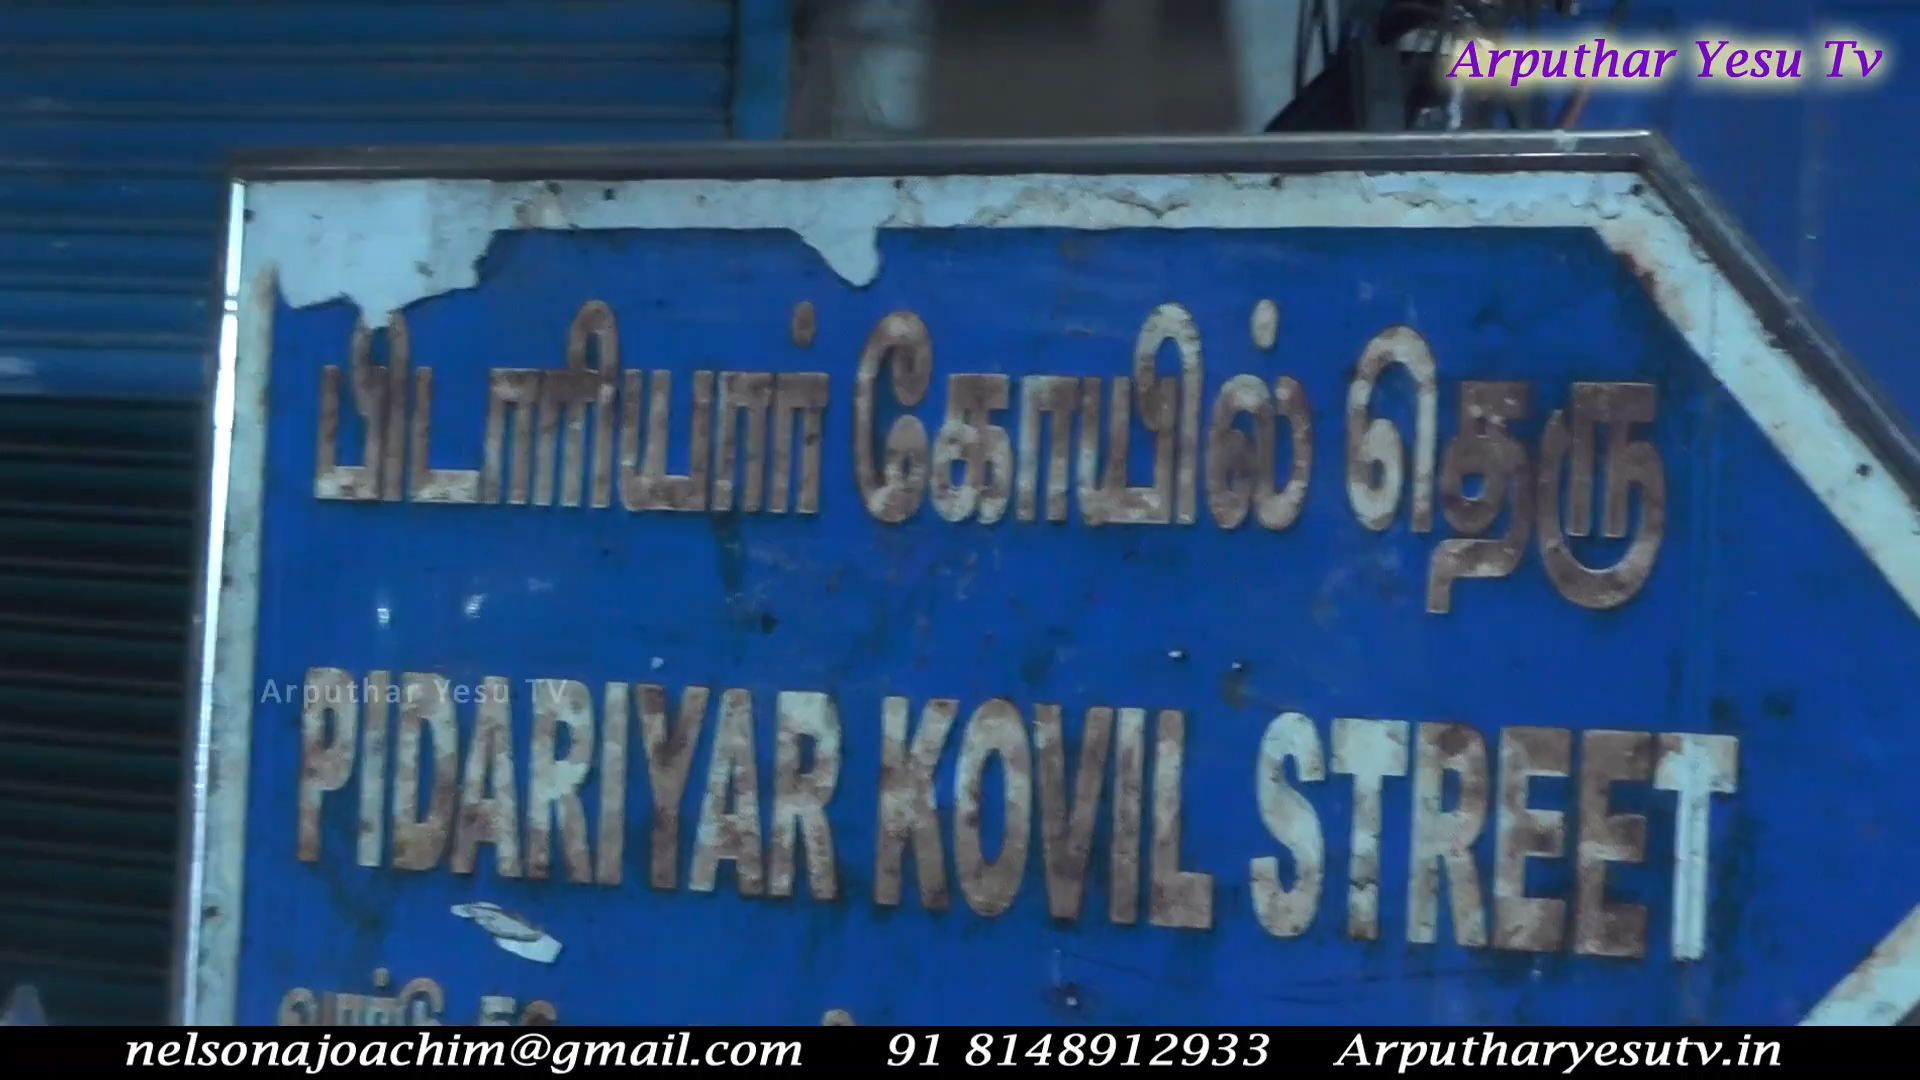 Arputhar Yesu Tv
பிடாரியார் கோயில் தெரு
Arputhar Yesu TV
PIDARIYAR KOVIL STREET
வார்டு
nelsonajoachim@gmail.com 91 8148912933 Arputharyesutv.in